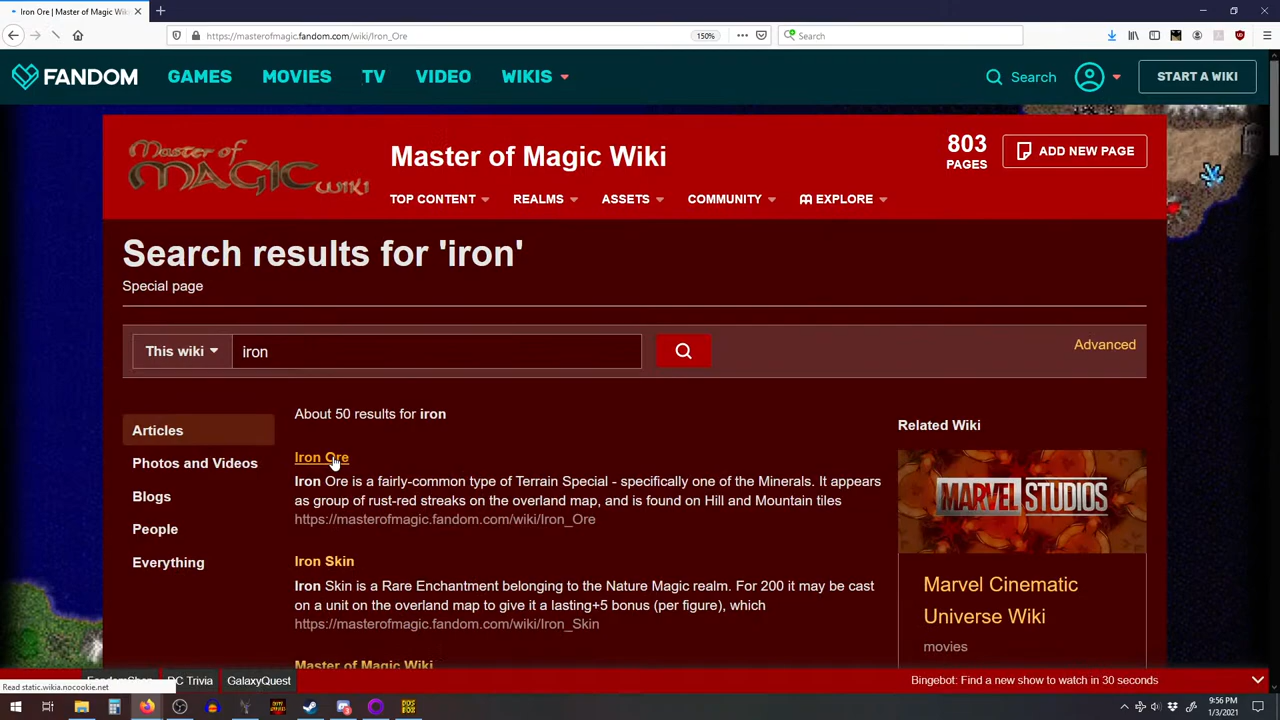 Iron Ore | Master of Magic Wiki
https://masterofmagic.fandom.com/wiki/Iron_Ore
150%
Search
FANDOM
GAMES
MOVIES
TV
VIDEO
WIKIS
Search
START A WIKI
Master of
MAGIC wiki
Master of Magic Wiki
803
PAGES
ADD NEW PAGE
TOP CONTENT
REALMS
ASSETS
COMMUNITY
EXPLORE
Search results for 'iron'
Special page
This wiki
iron
Advanced
Articles
Photos and Videos
Blogs
People
Everything
About 50 results for iron
Iron Ore
Iron Ore is a fairly-common type of Terrain Special - specifically one of the Minerals. It appears
as group of rust-red streaks on the overland map, and is found on Hill and Mountain tiles
https://masterofmagic.fandom.com/wiki/Iron_Ore
Iron Skin
Iron Skin is a Rare Enchantment belonging to the Nature Magic realm. For 200 it may be cast
on a unit on the overland map to give it a lasting+5 bonus (per figure), which
https://masterofmagic.fandom.com/wiki/Iron_Skin
Master of Magic Wiki
Related Wiki
MARVEL STUDIOS
Marvel Cinematic
Universe Wiki
movies
FandomShop
DC Trivia
GalaxyQuest
Bingebot: Find a new show to watch in 30 seconds
Read static.wikia.nocookie.net
9:56 PM
1/3/2021